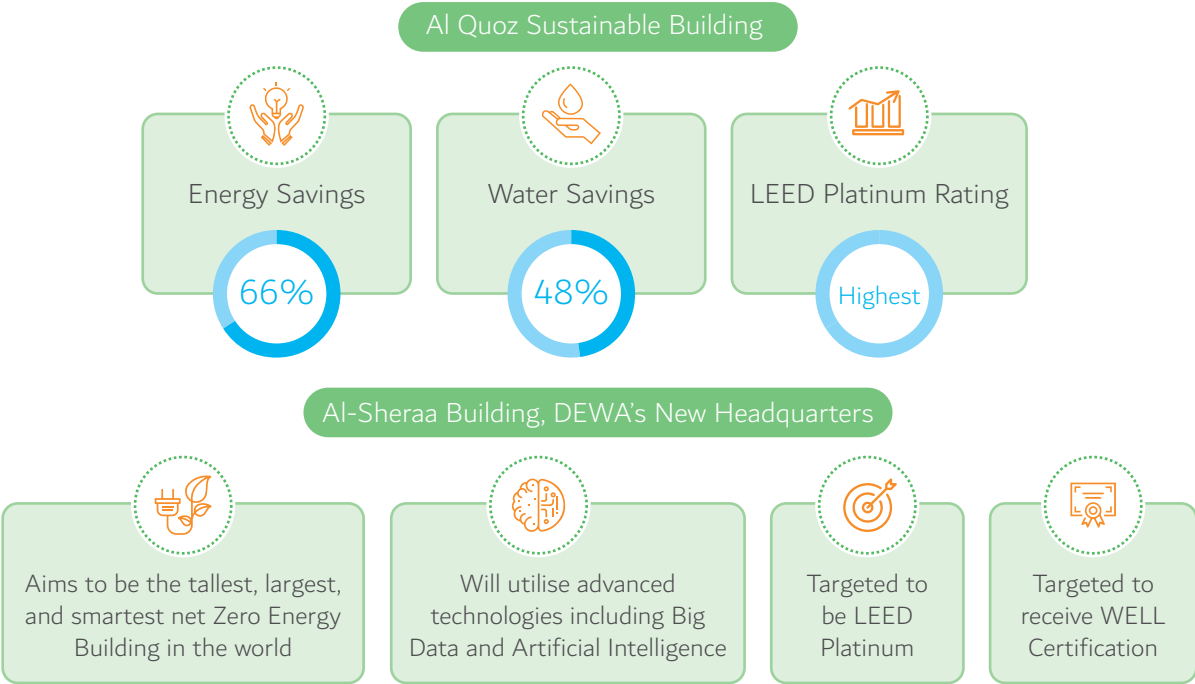 Al Quoz Sustainable Building
Energy Savings
66%
Water Savings
48%
LEED Platinum Rating
Highest
Al-Sheraa Building, DEWA’s New Headquarters
Aims to be the tallest, largest,
and smartest net Zero Energy
Building in the world
Will utilise advanced
technologies including Big
Data and Artificial Intelligence
Targeted to
be LEED
Platinum
Targeted to
receive WELL
Certification